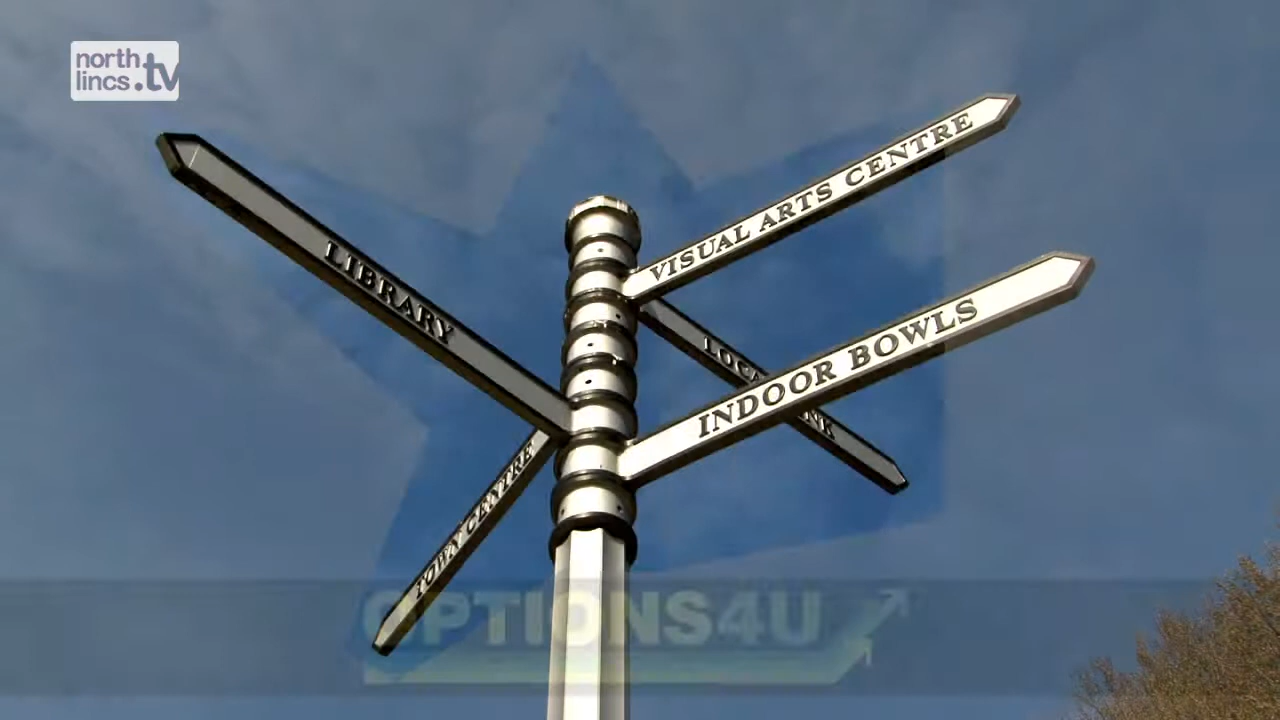 north
lincs.tv
VISUAL ARTS CENTRE
LIBRARY
INDOOR BOWLS
TOWN CENTRE
OPTIONS4U